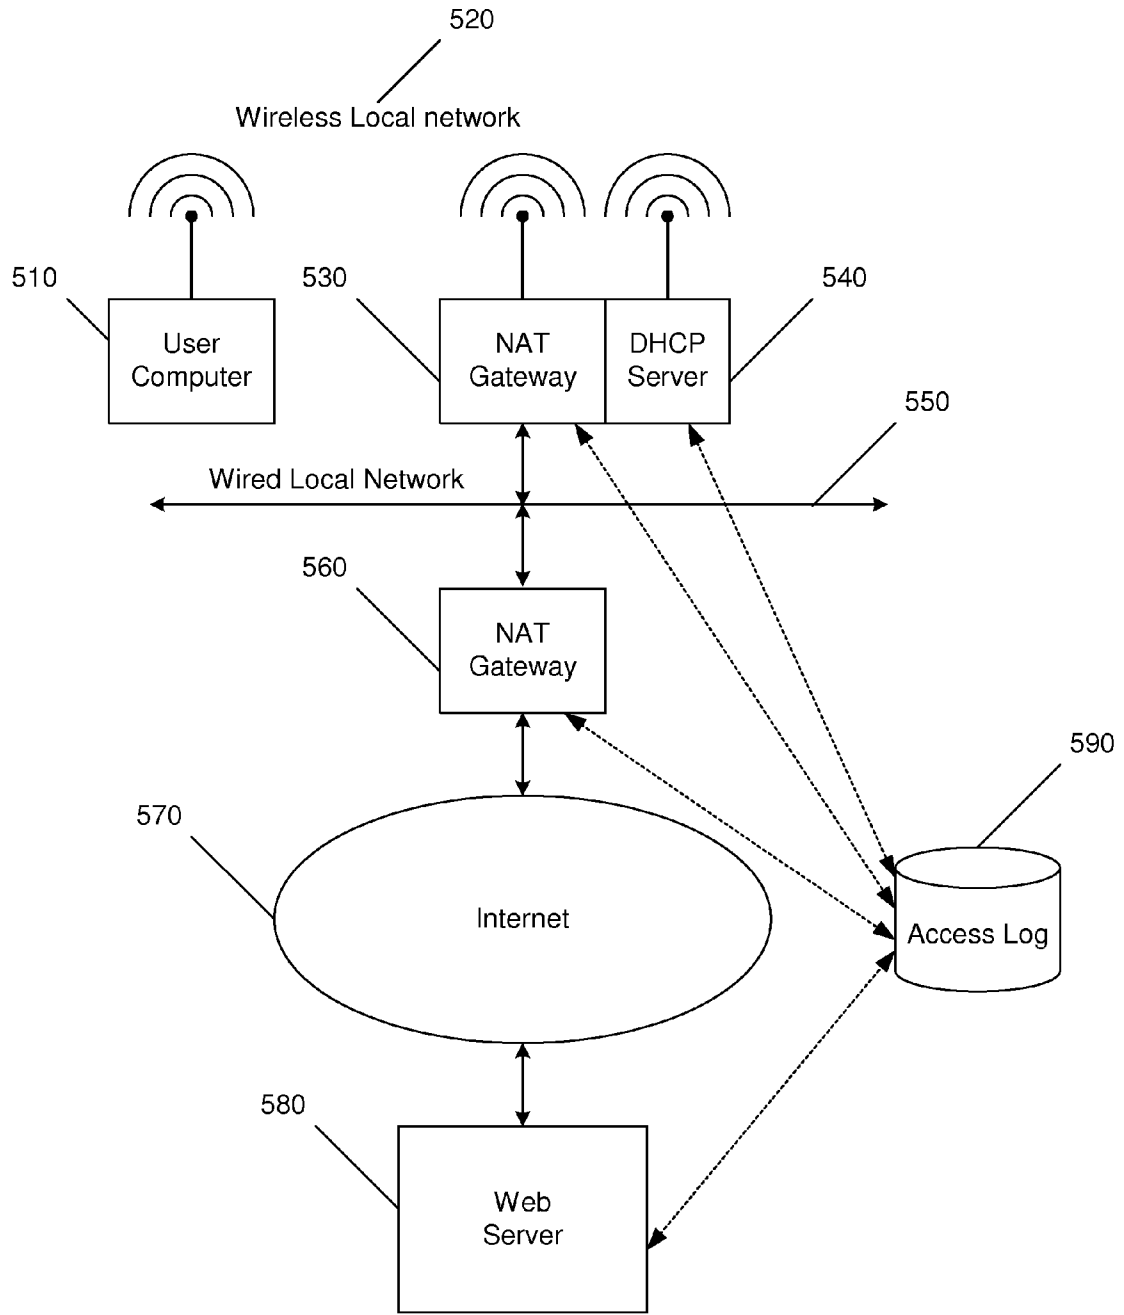 520
Wireless Local network
510
530
540
User
Computer
NAT
Gateway
DHCP
Server
550
Wired Local Network
560
NAT
Gateway
590
570
Internet
Access Log
580
Web
Server